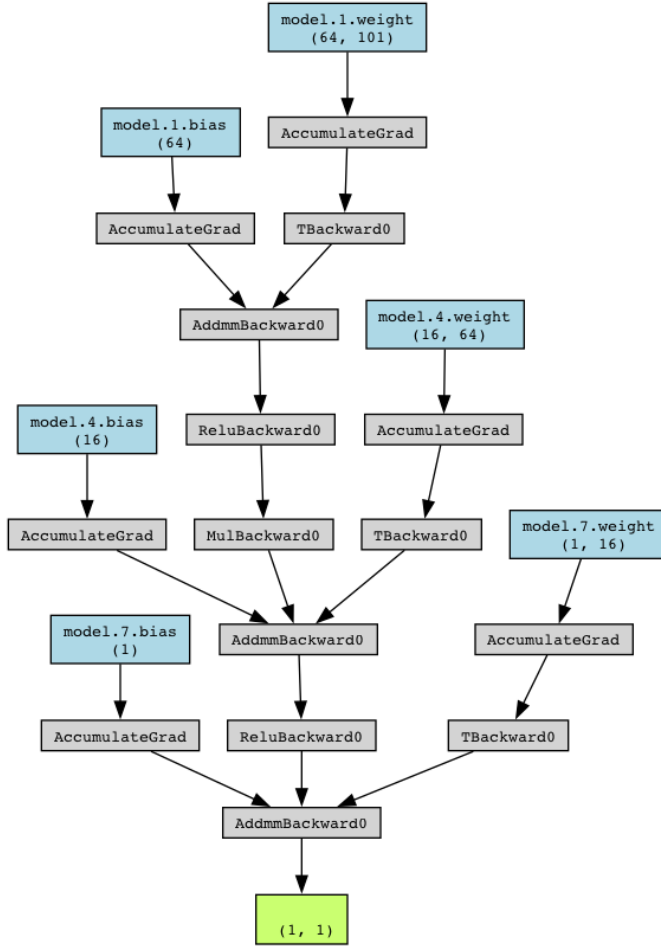 model.1.weight
(64, 101)
model.1.bias
(64)
AccumulateGrad
AccumulateGrad
TBackward0
AddmmBackward0
model.4.weight
(16, 64)
model.4.bias
(16)
ReluBackward0
AccumulateGrad
AccumulateGrad
MulBackward0
TBackward0
model.7.weight
(1, 16)
model.7.bias
(1)
AddmmBackward0
AccumulateGrad
AccumulateGrad
ReluBackward0
TBackward0
AddmmBackward0
(1, 1)